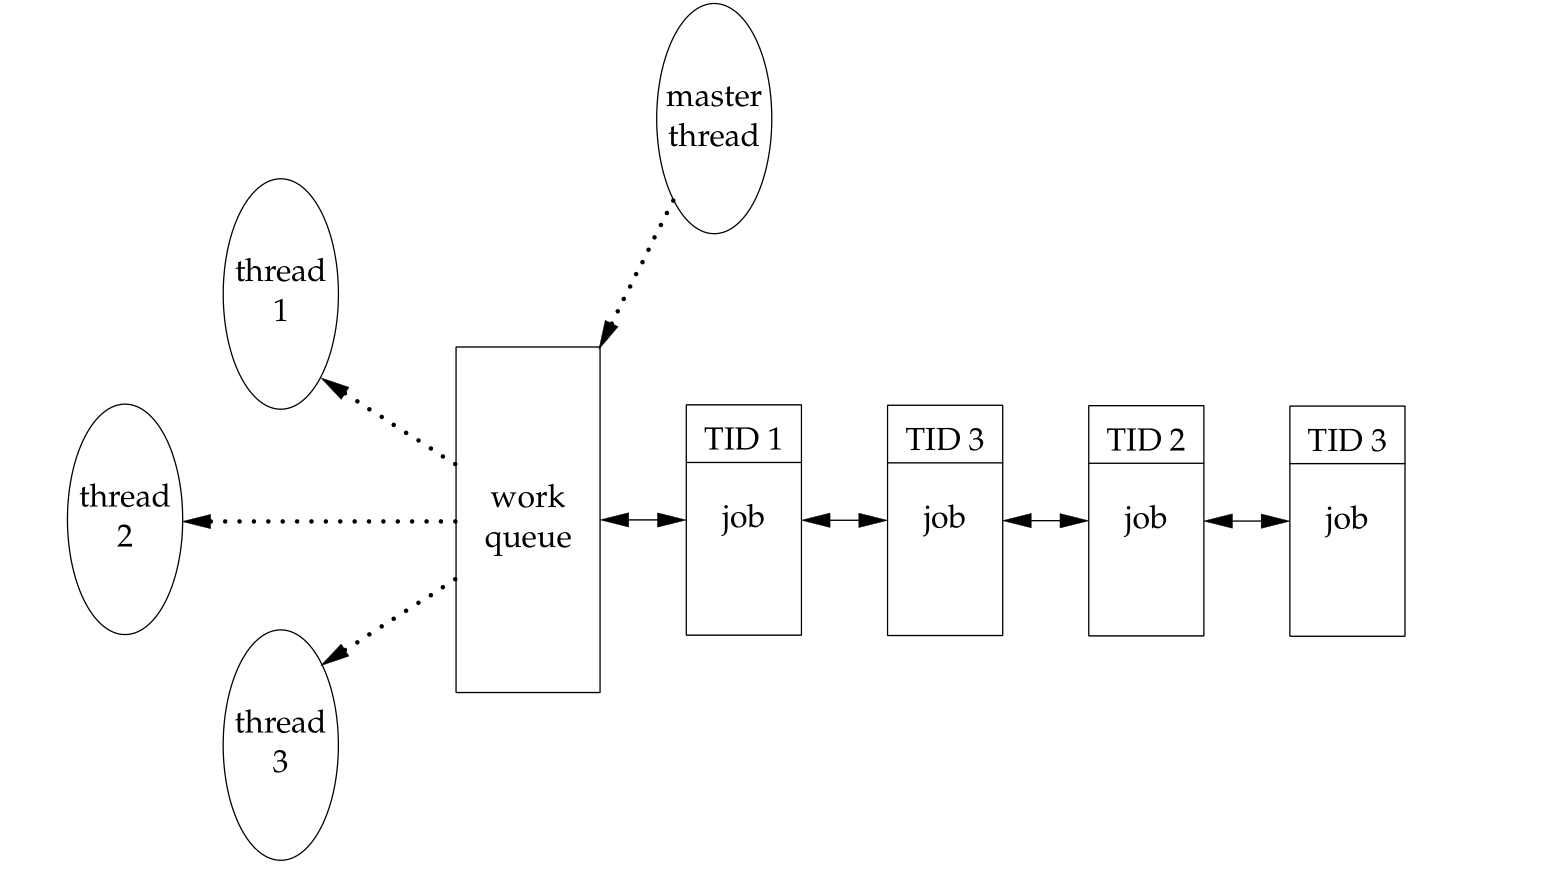 master
thread
thread
1
thread
2
thread
3
work
queue
TID 1
job
TID 3
job
TID 2
job
TID 3
job